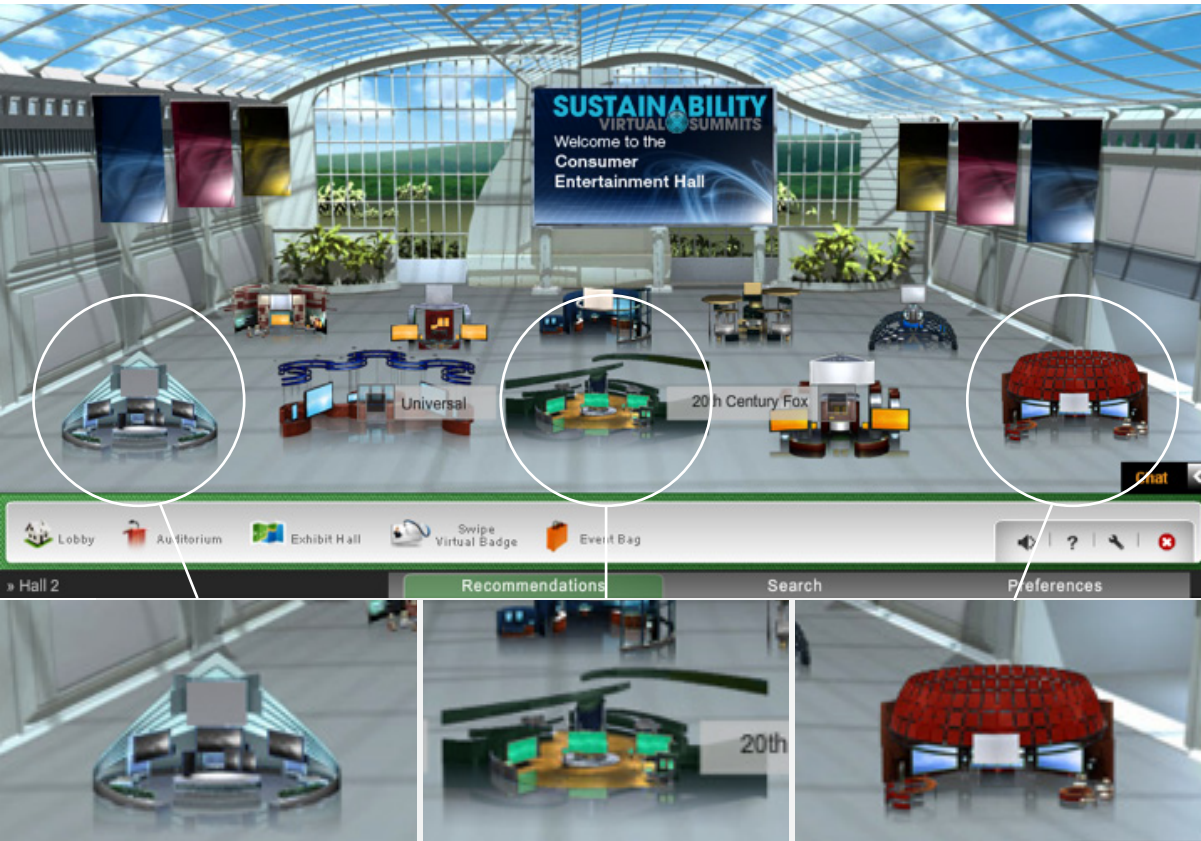 SUSTAINABILITY
VIRTUAL SUMMITS
Welcome to the
Consumer
Entertainment Hall
Universal
20th Century Fox
Chat
Lobby
Auditorium
Exhibit Hall
Swipe
Virtual Badge
Event Bag
?
» Hall 2
Recommendations
Search
Preferences
20th